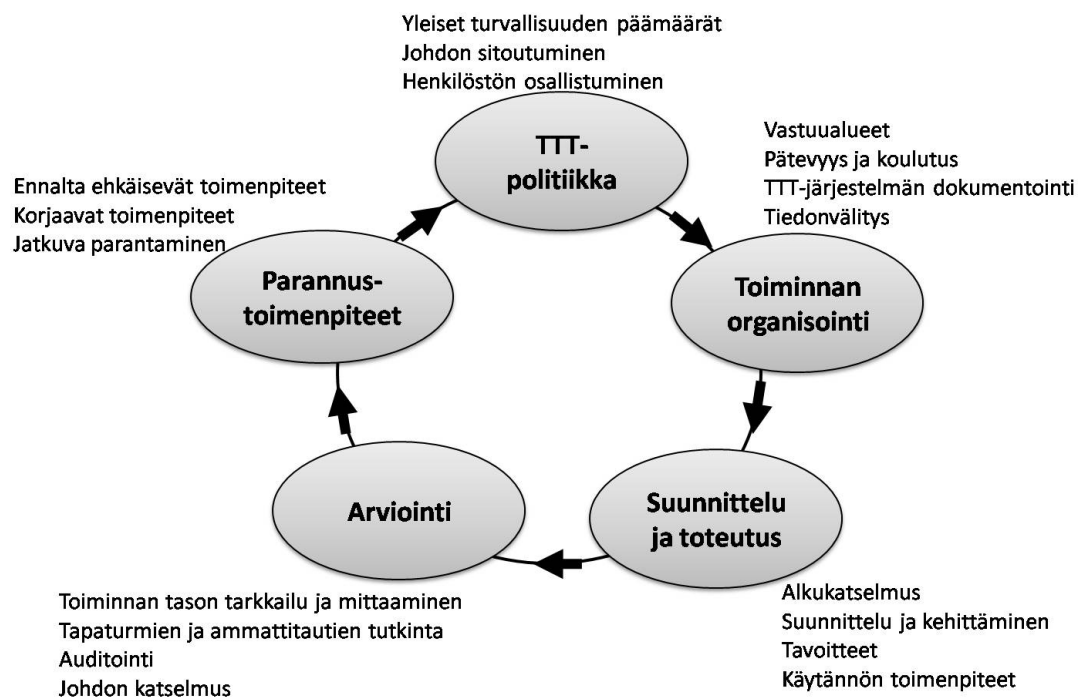 Yleiset turvallisuuden päämäärät
Johdon sitoutuminen
Henkilöstön osallistuminen
TTT-
politiikka
Vastuualueet
Pätevyys ja koulutus
TTT-järjestelmän dokumentointi
Tiedonvälitys
Toiminnan
organisointi
Suunnittelu
ja toteutus
Alkukatselmus
Suunnittelu ja kehittäminen
Tavoitteet
Käytännön toimenpiteet
Arviointi
Toiminnan tason tarkkailu ja mittaaminen
Tapaturmien ja ammattitautien tutkinta
Auditointi
Johdon katselmus
Ennalta ehkäisevät toimenpiteet
Korjaavat toimenpiteet
Jatkuva parantaminen
Parannus-
toimenpiteet